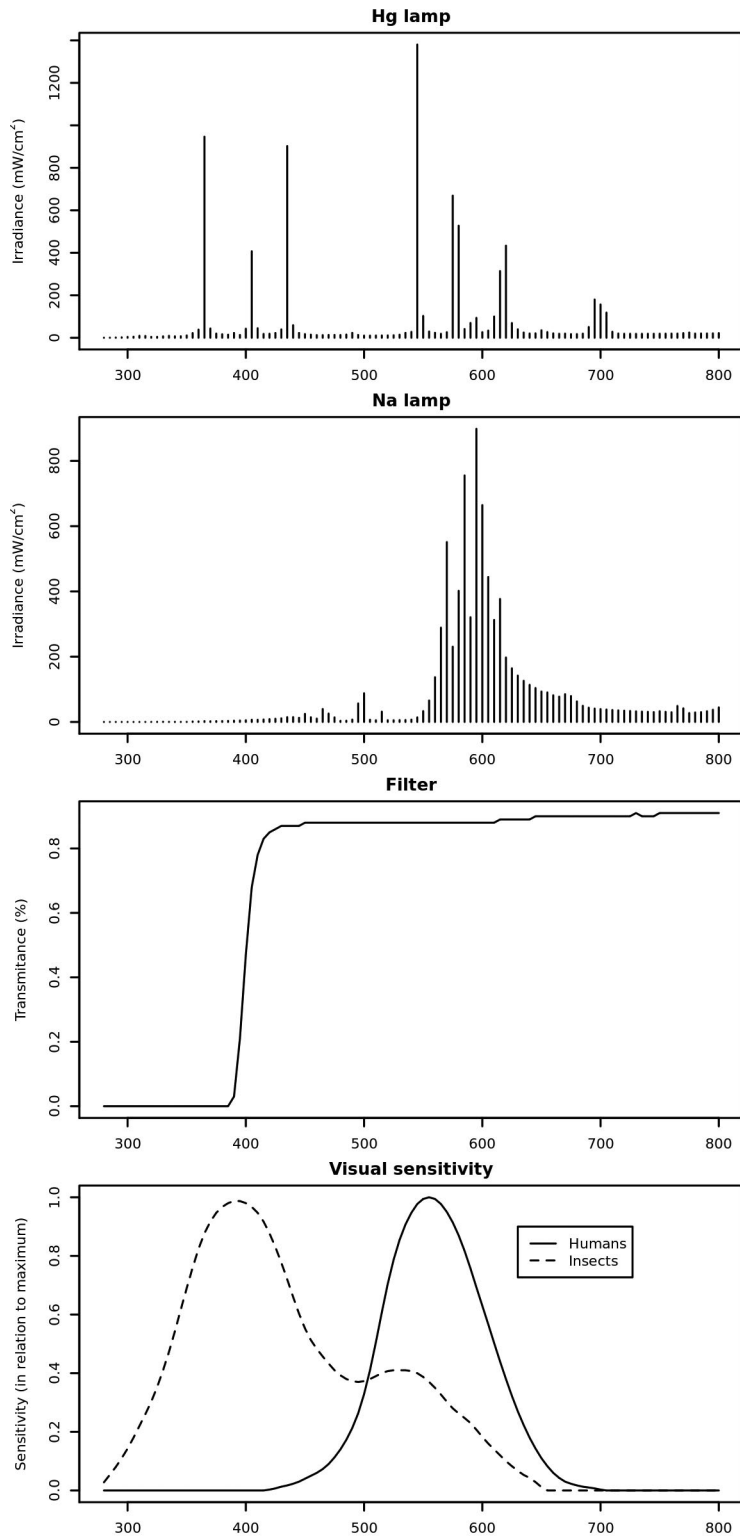 Hg lamp
Irradiance (mW/cm²)
0
200
400
600
800
1200
300 400 500 600 700 800
Na lamp
Irradiance (mW/cm²)
0
200
400
600
800
300 400 500 600 700 800
Filter
Transmitance (%)
0.0
0.2
0.4
0.6
0.8
300 400 500 600 700 800
Visual sensitivity
Sensitivity (in relation to maximum)
0.0
0.2
0.4
0.6
0.8
1.0
Humans
Insects
300 400 500 600 700 800